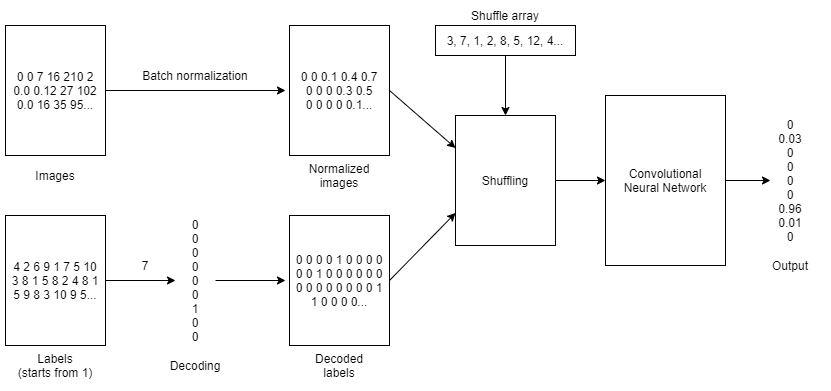 Shuffle array
3, 7, 1, 2, 8, 5, 12, 4...
0 0 7 16 210 2
0.0 0.12 27 102
0.0 16 35 95...
Images
Batch normalization
0 0 0.1 0.4 0.7
0 0 0 0.3 0.5
0 0 0 0 0.1...
Normalized
images
Shuffling
Convolutional
Neural Network
0
0.03
0
0
0
0
0.96
0.01
0
Output
4 2 6 9 1 7 5 10
3 8 1 5 8 2 4 8 1
5 9 8 3 10 9 5...
Labels
(starts from 1)
7
0
0
0
0
0
0
1
0
0
Decoding
0 0 0 0 1 0 0 0 0
0 0 1 0 0 0 0 0 0
0 0 0 0 0 0 0 0 1
1 0 0 0 0...
Decoded
labels